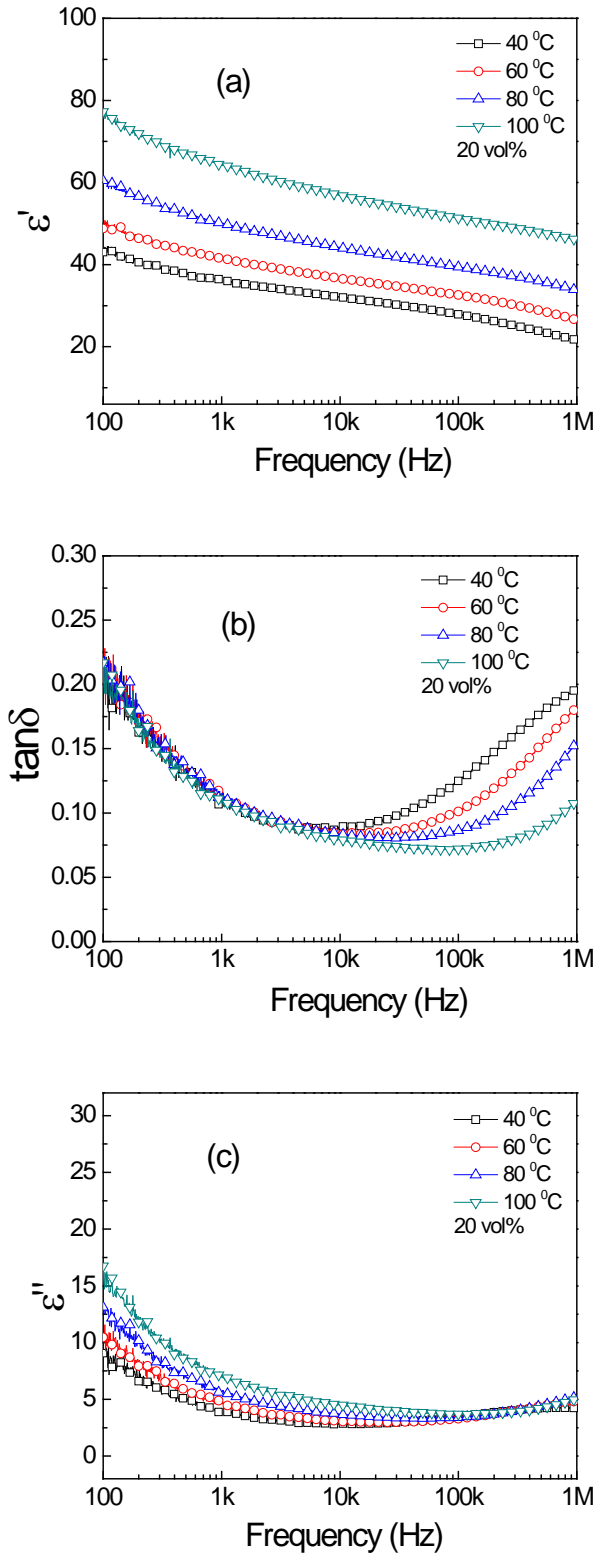 100
(a)
40 ⁰C
60 ⁰C
80 ⁰C
100 ⁰C
20 vol%
80
60
40
20
ε'
100 1k 10k 100k 1M
Frequency (Hz)
0.30
(b)
40 ⁰C
60 ⁰C
80 ⁰C
100 ⁰C
20 vol%
0.25
0.20
0.15
0.10
0.05
0.00
tanδ
100 1k 10k 100k 1M
Frequency (Hz)
30
(c)
40 ⁰C
60 ⁰C
80 ⁰C
100 ⁰C
20 vol%
25
20
15
10
5
0
ε"
100 1k 10k 100k 1M
Frequency (Hz)